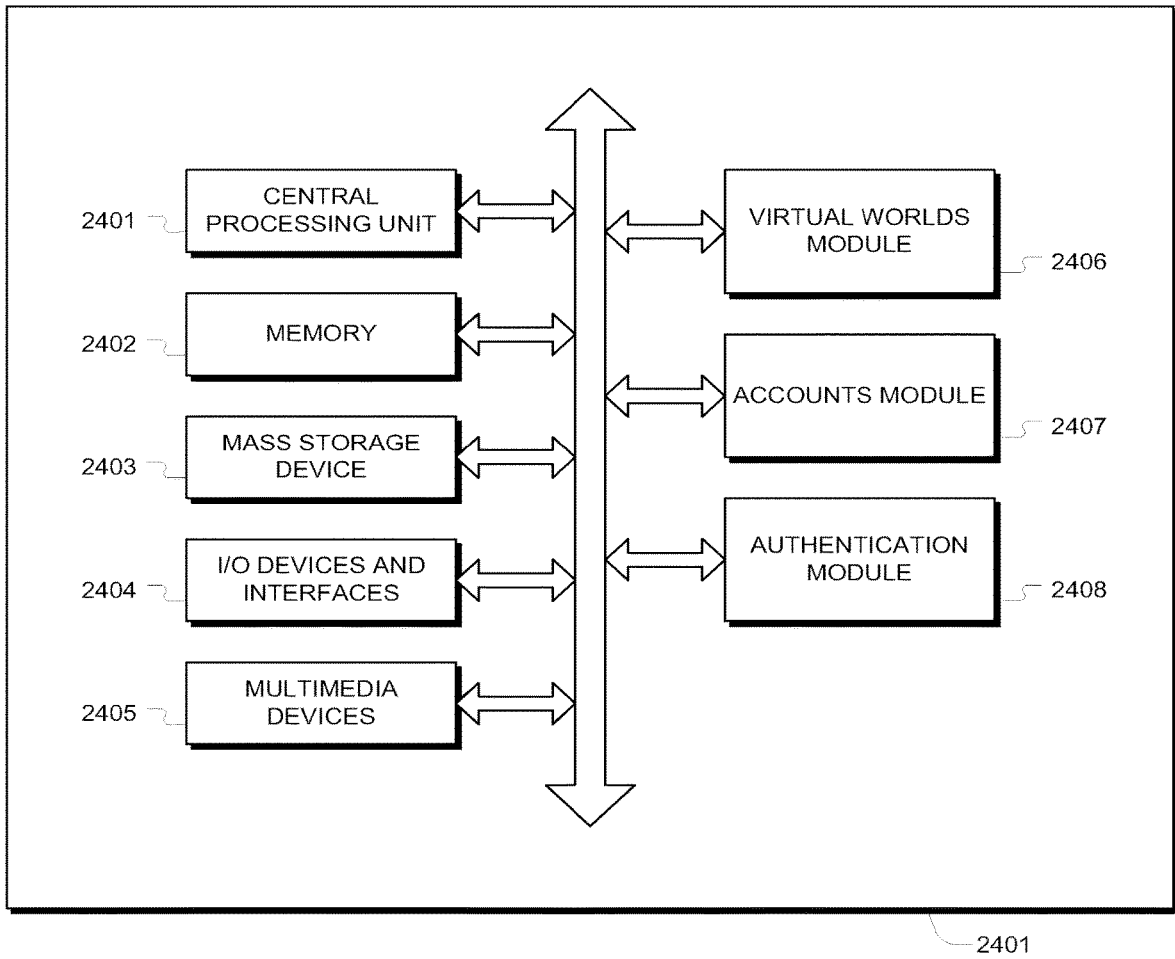 2401
CENTRAL
PROCESSING UNIT
2402
MEMORY
2403
MASS STORAGE
DEVICE
2404
I/O DEVICES AND
INTERFACES
2405
MULTIMEDIA
DEVICES
VIRTUAL WORLDS
MODULE
2406
ACCOUNTS MODULE
2407
AUTHENTICATION
MODULE
2408
2401